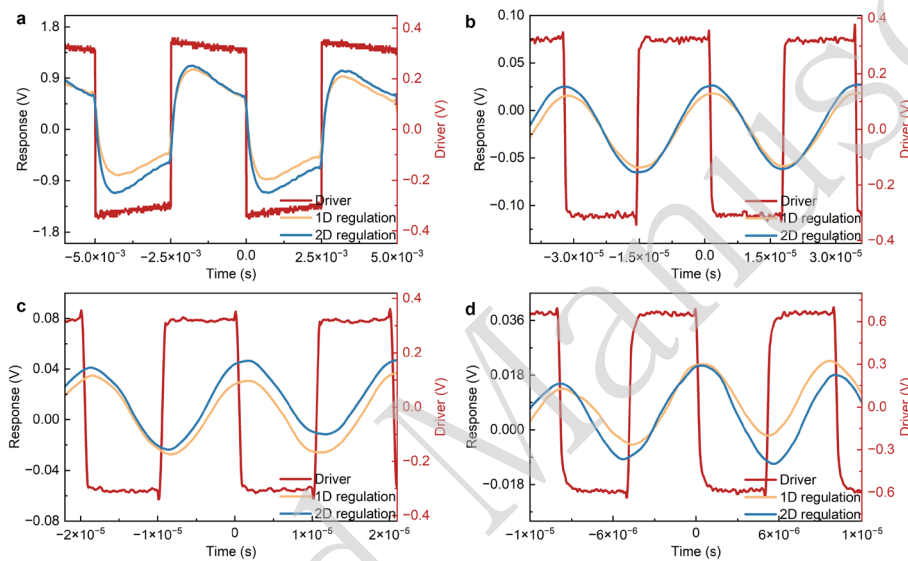 a
1.8
0.9
0.0
−0.9
−1.8
Response (V)
0.4
0.2
0.0
−0.2
−0.4
Driver (V)
Driver
1D regulation
2D regulation
−5.0×10⁻³ −2.5×10⁻³ 0.0 2.5×10⁻³ 5.0×10⁻³
Time (s)
b
0.10
0.05
0.00
−0.05
−0.10
Response (V)
0.4
0.2
0.0
−0.2
−0.4
Driver (V)
Driver
1D regulation
2D regulation
−3.0×10⁻⁵ −1.5×10⁻⁵ 0.0 1.5×10⁻⁵ 3.0×10⁻⁵
Time (s)
c
0.08
0.04
0.00
−0.04
−0.08
Response (V)
0.4
0.2
0.0
−0.2
−0.4
Driver (V)
Driver
1D regulation
2D regulation
−2×10⁻⁵ −1×10⁻⁵ 0 1×10⁻⁵ 2×10⁻⁵
Time (s)
d
0.036
0.018
0.000
−0.018
Response (V)
0.6
0.3
0.0
−0.3
−0.6
Driver (V)
Driver
1D regulation
2D regulation
−1×10⁻⁵ −6×10⁻⁶ 0 6×10⁻⁶ 1×10⁻⁵
Time (s)